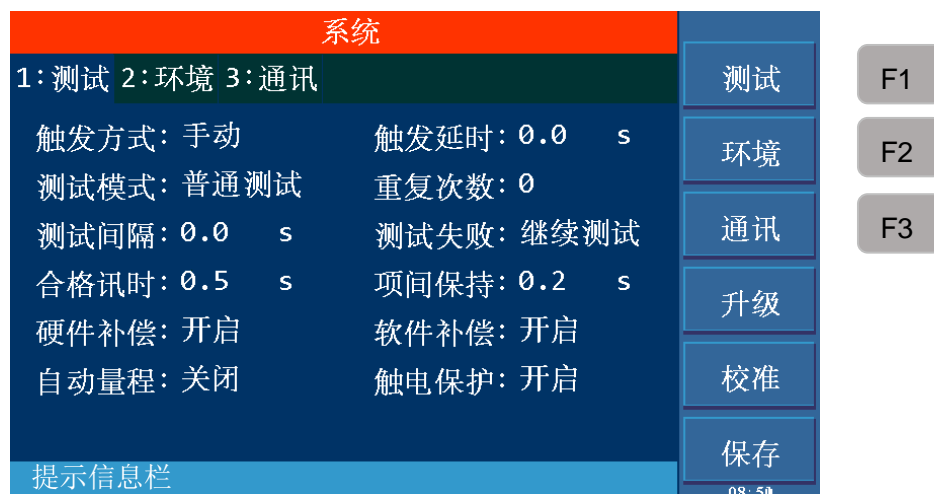 系统
1:测试 2:环境 3:通讯
触发方式:手动 触发延时:0.0 s
测试模式:普通测试 重复次数:0
测试间隔:0.0 s 测试失败:继续测试
合格讯时:0.5 s 项间保持:0.2 s
硬件补偿:开启 软件补偿:开启
自动量程:关闭 触电保护:开启
提示信息栏
测试
环境
通讯
升级
校准
保存
F1
F2
F3